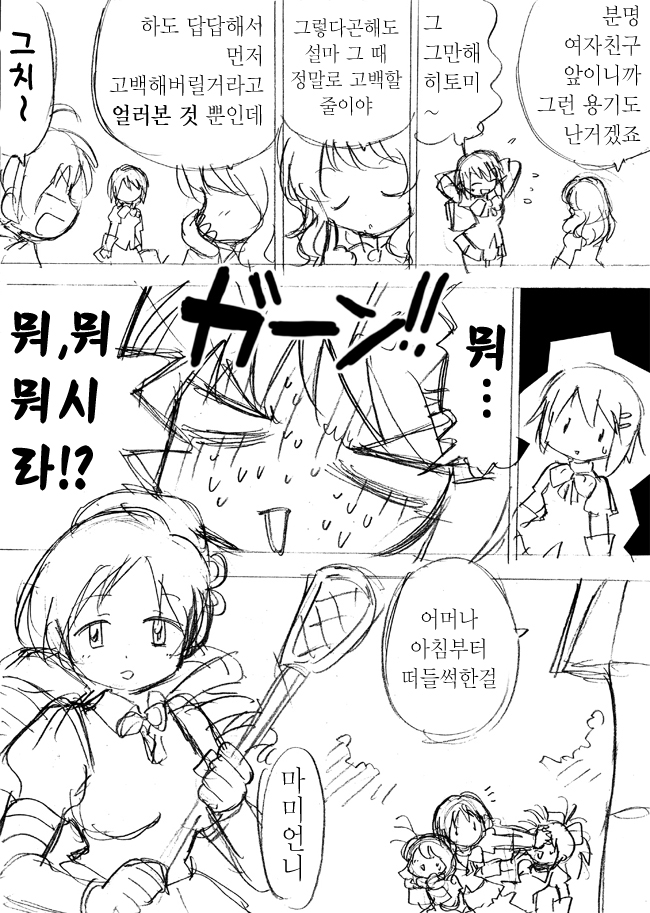 분명
여자친구
앞이니까
그런 용기도
난거겠죠
그
그만해
히토미
~
그렇다곤해도
설마 그 때
정말로 고백할
줄이야
하도 답답해서
먼저
고백해버릴거라고
얼러본 것 뿐인데
그치~
뭐
…
ガーン!!
뭐,뭐
뭐시
라!?
어머나
아침부터
떠들썩한걸
마미언니